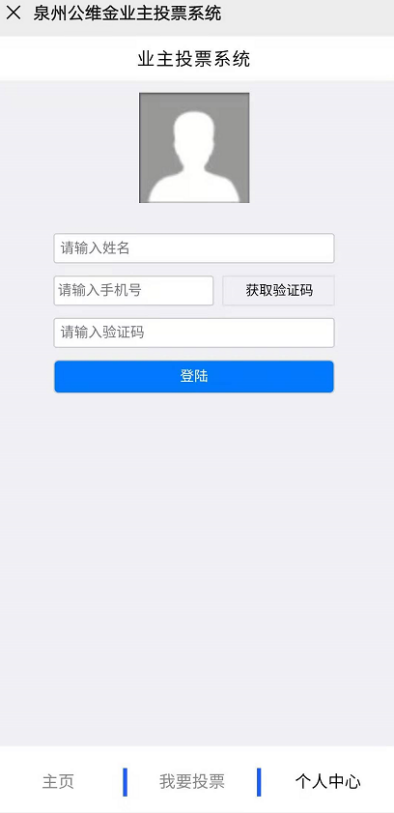 泉州公维金业主投票系统
业主投票系统
请输入姓名
请输入手机号 获取验证码
请输入验证码
登陆
主页 我要投票 个人中心